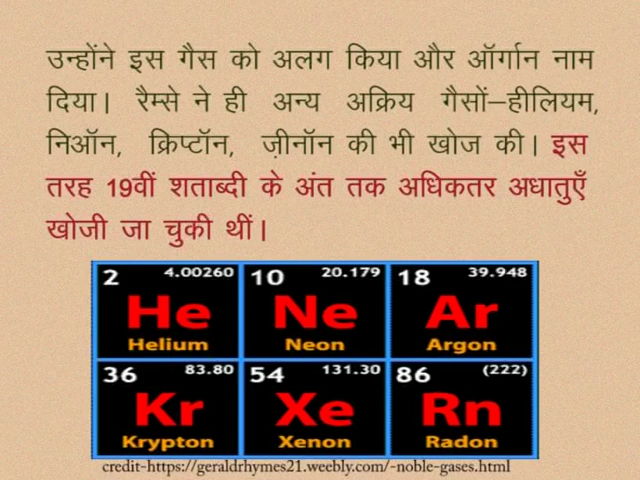 उन्होंने इस गैस को अलग किया और ऑर्गान नाम
दिया। रैम्से ने ही अन्य अक्रिय गैसों–हीलियम,
निऑन, क्रिप्टॉन, ज़ीनॉन की भी खोज की। इस
तरह 19वीं शताब्दी के अंत तक अधिकतर अधातुएँ
खोजी जा चुकी थीं।
2 4.00260 10 20.179 18 39.948
He Ne Ar
Helium Neon Argon
36 83.80 54 131.30 86 (222)
Kr Xe Rn
Krypton Xenon Radon
credit-https://geraldrhymes21.weebly.com/-noble-gases.html